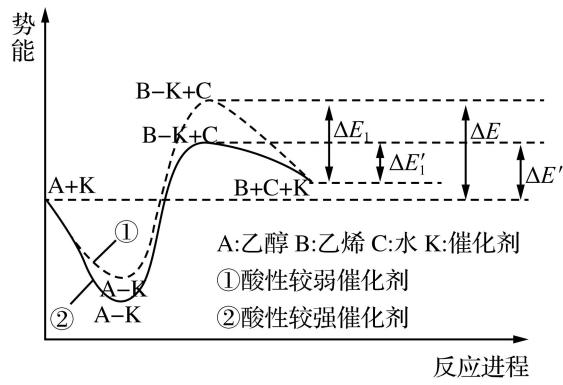 势能
B−K+C
B−K+C
ΔE₁
ΔE
ΔE₁′
ΔE′
A+K
B+C+K
①
A−K
②
A−K
A:乙醇 B:乙烯 C:水 K:催化剂
①酸性较弱催化剂
②酸性较强催化剂
反应进程